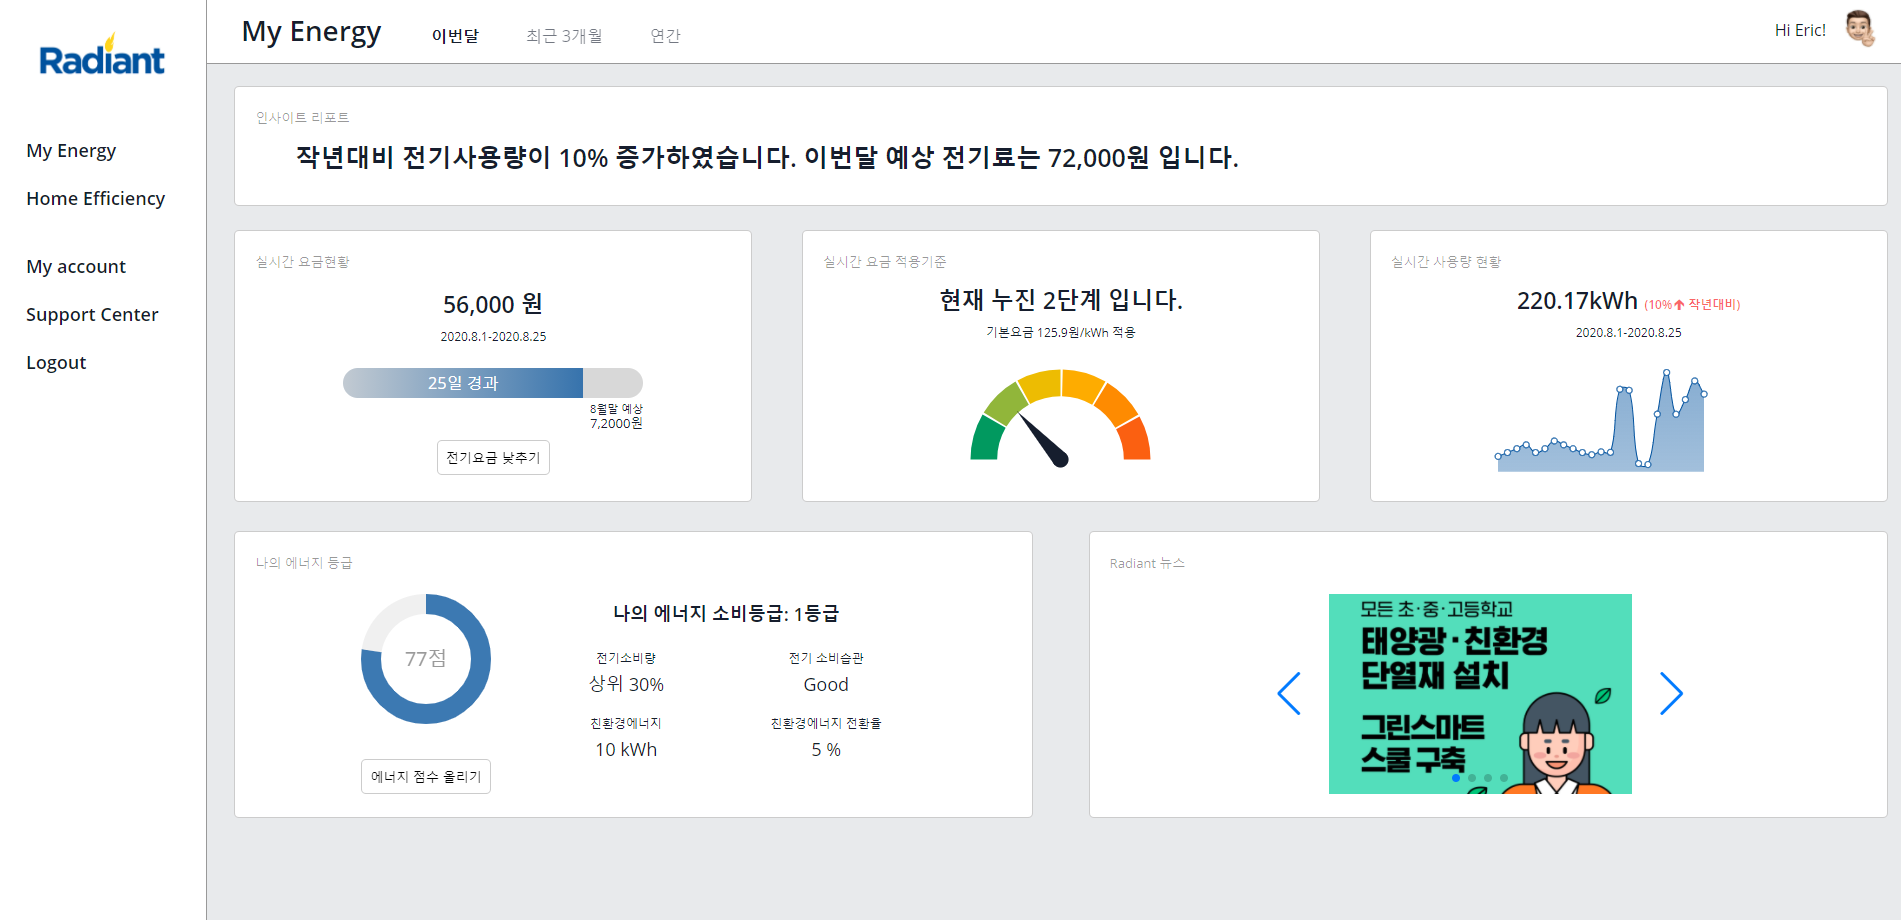 Radiant
My Energy
Home Efficiency
My account
Support Center
Logout
My Energy 이번달 최근 3개월 연간
Hi Eric!
인사이트 리포트
작년대비 전기사용량이 10% 증가하였습니다. 이번달 예상 전기료는 72,000원 입니다.
실시간 요금현황
56,000 원
2020.8.1-2020.8.25
25일 경과
8월말 예상
7,2000원
전기요금 낮추기
실시간 요금 적용기준
현재 누진 2단계 입니다.
기본요금 125.9원/kWh 적용
실시간 사용량 현황
220.17kWh (10%↑ 작년대비)
2020.8.1-2020.8.25
나의 에너지 등급
77점
에너지 점수 올리기
나의 에너지 소비등급: 1등급
전기소비량
상위 30%
전기 소비습관
Good
친환경에너지
10 kWh
친환경에너지 전환율
5 %
Radiant 뉴스
모든 초·중·고등학교
태양광·친환경
단열재 설치
그린스마트
스쿨 구축